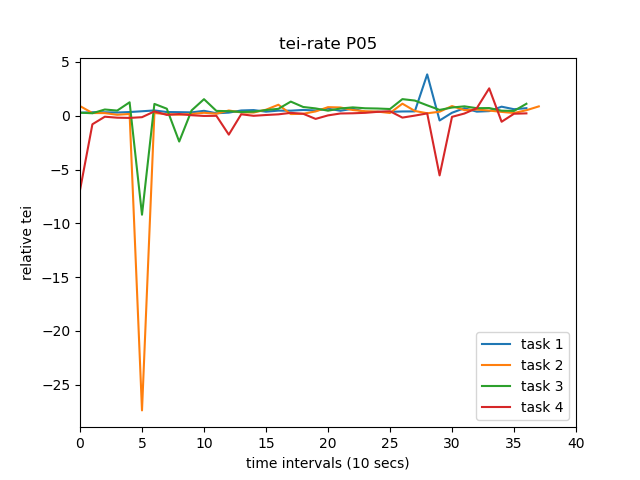 tei-rate P05
relative tei
5
0
−5
−10
−15
−20
−25
0 5 10 15 20 25 30 35 40
time intervals (10 secs)
task 1
task 2
task 3
task 4